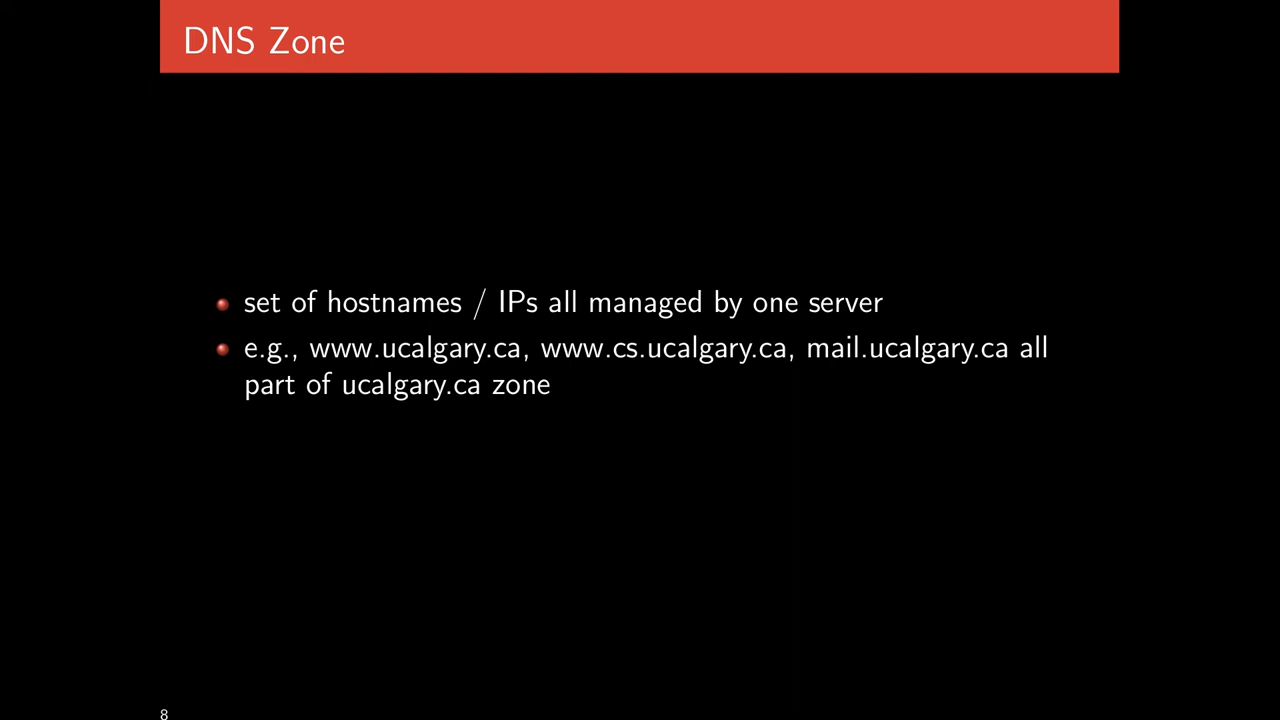 DNS Zone
set of hostnames / IPs all managed by one server
e.g., www.ucalgary.ca, www.cs.ucalgary.ca, mail.ucalgary.ca all
part of ucalgary.ca zone
8